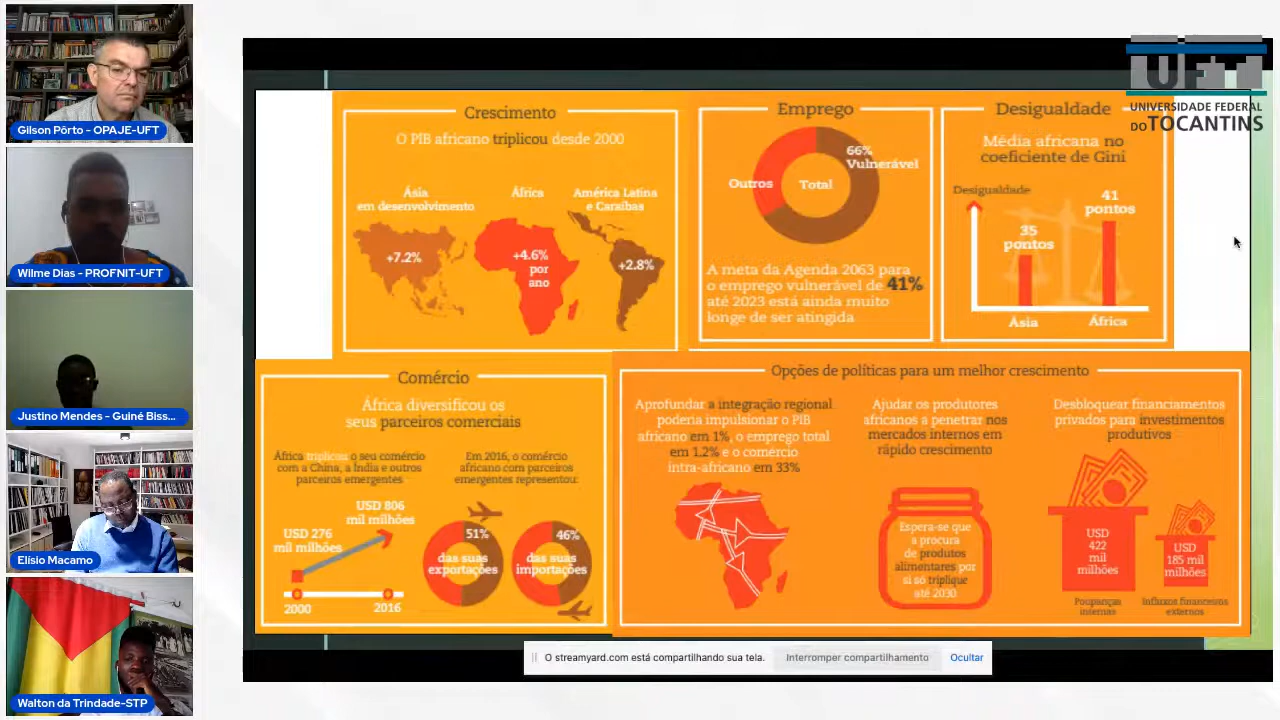 Gilson Pôrto - OPAJE-UFT
Wilme Dias - PROFNIT-UFT
Justino Mendes - Guiné Biss...
Elísio Macamo
Walton da Trindade-STP
UFT
UNIVERSIDADE FEDERAL
DO TOCANTINS
Crescimento
O PIB africano triplicou desde 2000
Ásia
em desenvolvimento
África
América Latina
e Caraíbas
+7.2%
+4.6%
por
ano
+2.8%
Emprego
66%
Vulnerável
Outros
Total
A meta da Agenda 2063 para
o emprego vulnerável de 41%
até 2023 está ainda muito
longe de ser atingida
Desigualdade
Média africana no
coeficiente de Gini
Desigualdade
41
pontos
35
pontos
Ásia
África
Comércio
África diversificou os
seus parceiros comerciais
África triplicou o seu comércio
com a China, a Índia e outros
parceiros emergentes
Em 2016, o comércio
africano com parceiros
emergentes representou:
USD 806
mil milhões
USD 276
mil milhões
2000
2016
51%
das suas
exportações
46%
das suas
importações
Opções de políticas para um melhor crescimento
Aprofundar a integração regional
poderia impulsionar o PIB
africano em 1%, o emprego total
em 1,2% e o comércio
intra-africano em 33%
Ajudar os produtores
africanos a penetrar nos
mercados internos em
rápido crescimento
Espera-se que
a procura
de produtos
alimentares por
si só triplique
até 2030
Desbloquear financiamentos
privados para investimentos
produtivos
USD
422
mil
milhões
USD
185 mil
milhões
Poupanças
internas
Influxos financeiros
externos
O streamyard.com está compartilhando sua tela.
Interromper compartilhamento
Ocultar